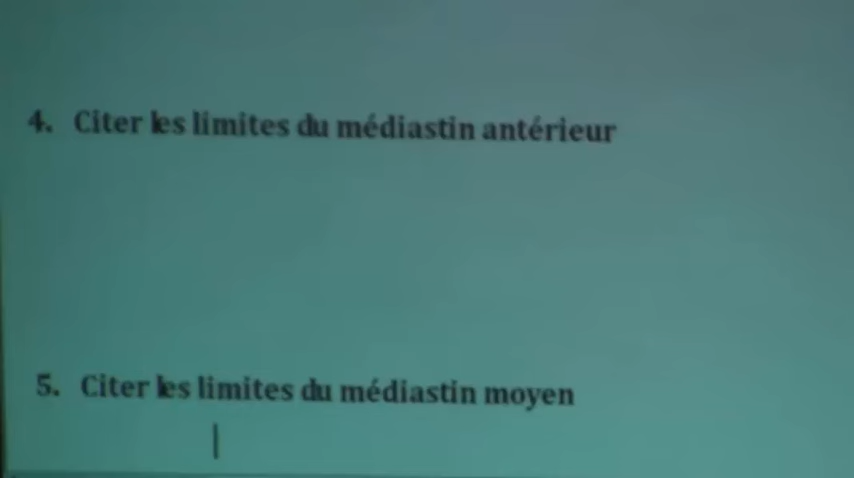 4. Citer les limites du médiastin antérieur
5. Citer les limites du médiastin moyen